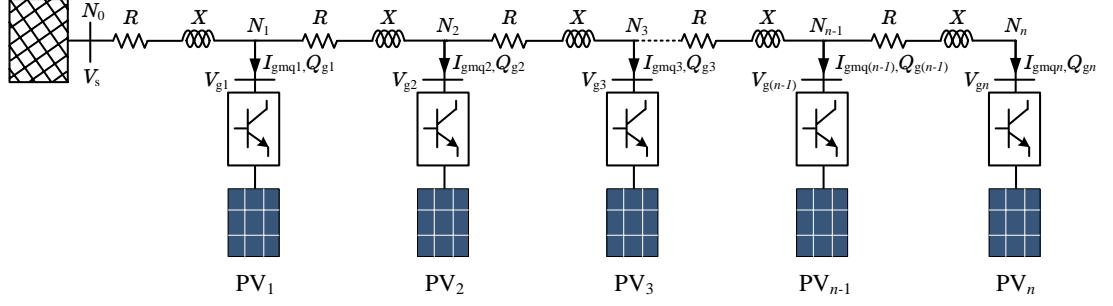 N0 R X N1 R X N2 R X N3 R X Nn-1 R X Nn
Igmq1,Qg1 Igmq2,Qg2 Igmq3,Qg3 Igmq(n-1),Qg(n-1) Igmqn,Qgn
Vs Vg1 Vg2 Vg3 Vg(n-1) Vgn
PV1 PV2 PV3 PVn-1 PVn